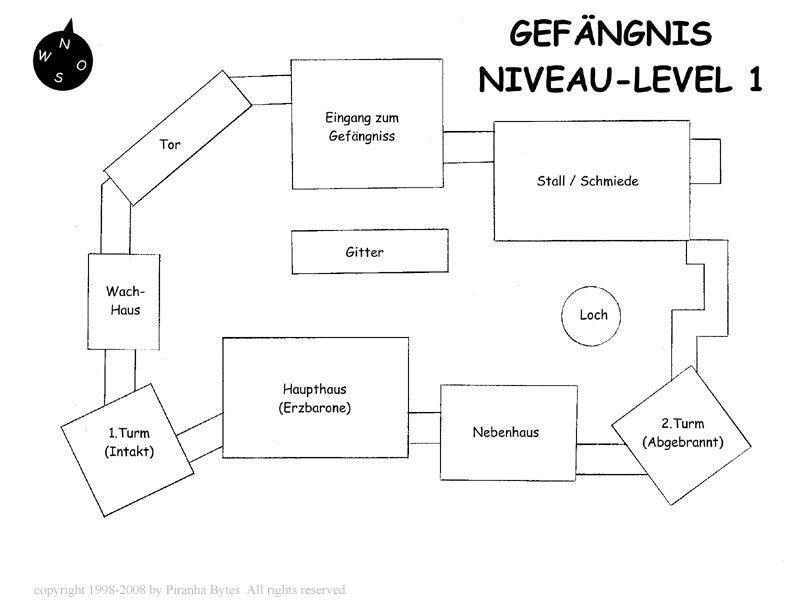 GEFÄNGNIS
NIVEAU-LEVEL 1
N
W
O
S
Tor
Eingang zum
Gefängniss
Stall / Schmiede
Gitter
Wach-
Haus
Loch
Haupthaus
(Erzbarone)
1.Turm
(Intakt)
Nebenhaus
2.Turm
(Abgebrannt)
copyright 1998-2008 by Piranha Bytes All rights reserved